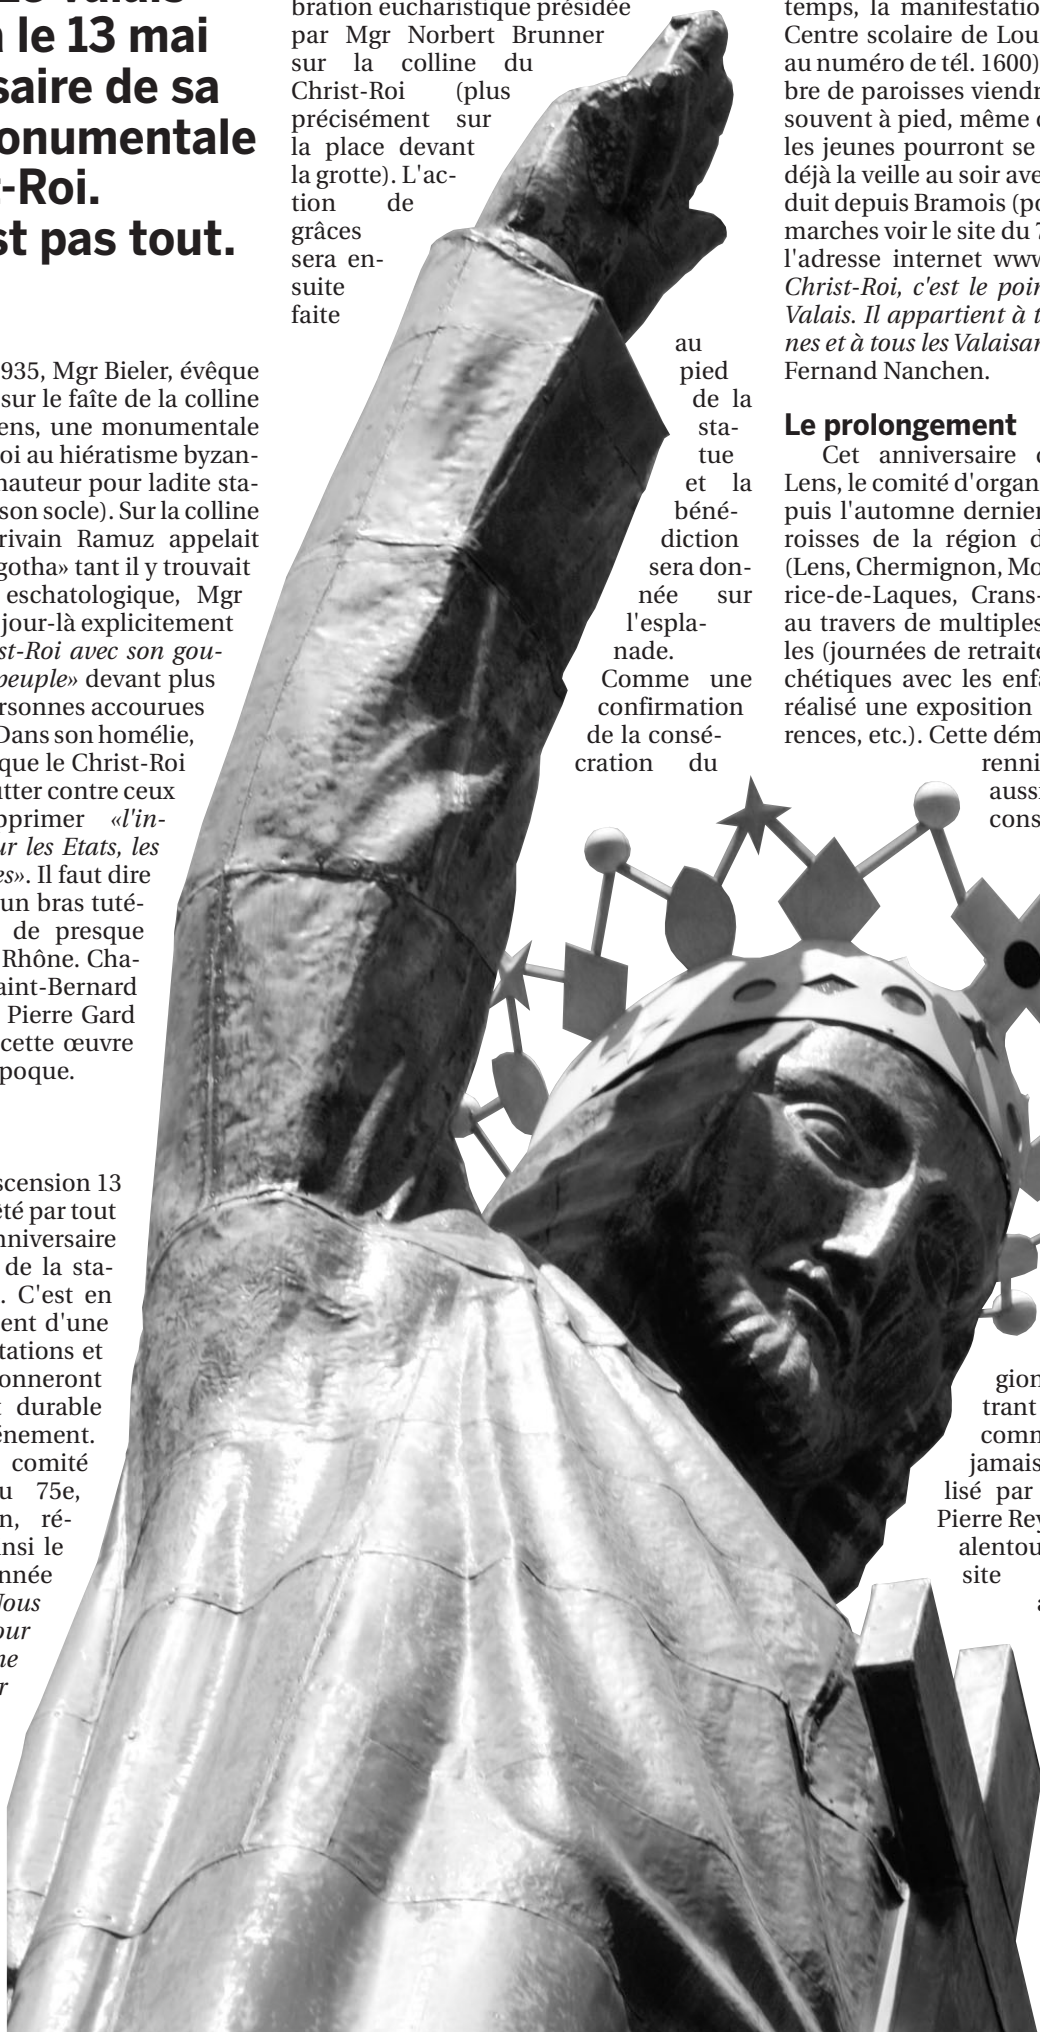 Le Valais
le 13 mai
saire de sa
onumentale
t-Roi.
st pas tout.
935, Mgr Bieler, évêque
sur le faîte de la colline
ens, une monumentale
oi au hiératisme byzan-
hauteur pour ladite sta-
son socle). Sur la colline
rivain Ramuz appelait
gotha» tant il y trouvait
eschatologique, Mgr
jour-là explicitement
st-Roi avec son gou-
peuple» devant plus
ersonnes accourues
Dans son homélie,
que le Christ-Roi
utter contre ceux
pprimer «l'in-
ur les Etats, les
es». Il faut dire
un bras tuté-
de presque
Rhône. Cha-
aint-Bernard
Pierre Gard
cette œuvre
poque.
scension 13
êté par tout
nniversaire
de la sta-
. C'est en
ent d'une
tations et
onneront
durable
énement.
comité
u 75e,
n, ré-
insi le
nnée
Nous
our
ne
r
bration eucharistique présidée
par Mgr Norbert Brunner
sur la colline du
Christ-Roi (plus
précisément sur
la place devant
la grotte). L'ac-
tion de
grâces
sera en-
suite
faite
au
pied
de la
sta-
tue
et la
béné-
diction
sera don-
née sur
l'espla-
nade.
Comme une
confirmation
de la consé-
cration du
temps, la manifestatio
Centre scolaire de Lou
au numéro de tél. 1600)
bre de paroisses viendr
souvent à pied, même
les jeunes pourront se
déjà la veille au soir ave
duit depuis Bramois (po
marches voir le site du 7
l'adresse internet www
Christ-Roi, c'est le poin
Valais. Il appartient à t
nes et à tous les Valaisan
Fernand Nanchen.
Le prolongement
Cet anniversaire
Lens, le comité d'organ
puis l'automne dernier
roisses de la région d
(Lens, Chermignon, Mo
rice-de-Laques, Crans-
au travers de multiples
les (journées de retraite
chétiques avec les enfa
réalisé une exposition
rences, etc.). Cette dém
renni
aussi
cons
gion
trant
comm
jamais
lisé par
Pierre Rey
alentou
site